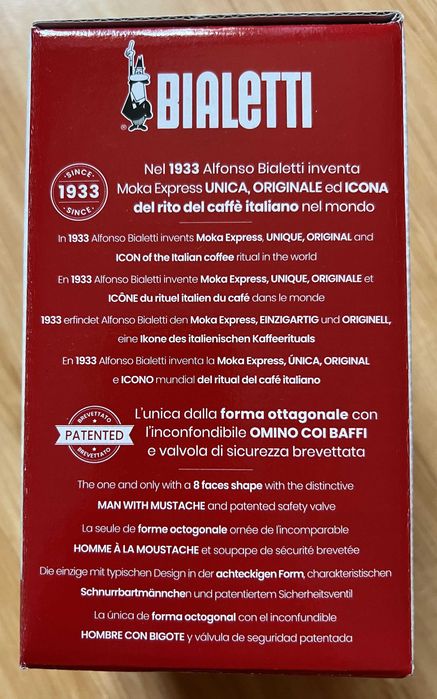 BIALETTI
SINCE
1933
SINCE
Nel 1933 Alfonso Bialetti inventa
Moka Express UNICA, ORIGINALE ed ICONA
del rito del caffè italiano nel mondo
In 1933 Alfonso Bialetti invents Moka Express, UNIQUE, ORIGINAL and
ICON of the Italian coffee ritual in the world
En 1933 Alfonso Bialetti invente Moka Express, UNIQUE, ORIGINALE et
ICÔNE du rituel italien du café dans le monde
1933 erfindet Alfonso Bialetti den Moka Express, EINZIGARTIG und ORIGINELL,
eine Ikone des italienischen Kaffeerituals
En 1933 Alfonso Bialetti inventa la Moka Express, ÚNICA, ORIGINAL
e ICONO mundial del ritual del café italiano
BREVETTATO
PATENTED
BREVETTATO
L'unica dalla forma ottagonale con
l'inconfondibile OMINO COI BAFFI
e valvola di sicurezza brevettata
The one and only with a 8 faces shape with the distinctive
MAN WITH MUSTACHE and patented safety valve
La seule de forme octogonale ornée de l'incomparable
HOMME À LA MOUSTACHE et soupape de sécurité brevetée
Die einzige mit typischen Design in der achteckigen Form, charakteristischen
Schnurrbartmännchen und patentiertem Sicherheitsventil
La única de forma octogonal con el inconfundible
HOMBRE CON BIGOTE y válvula de seguridad patentada